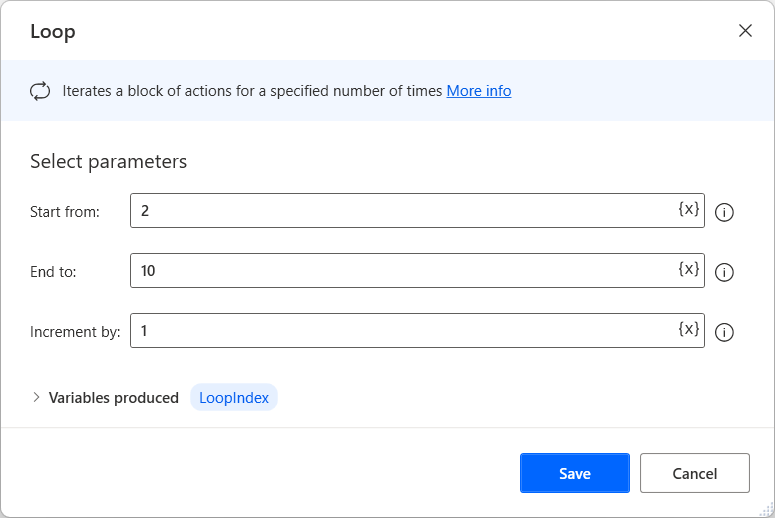 Loop
Iterates a block of actions for a specified number of times More info
Select parameters
Start from: 2 {x}
End to: 10 {x}
Increment by: 1 {x}
Variables produced LoopIndex
Save Cancel